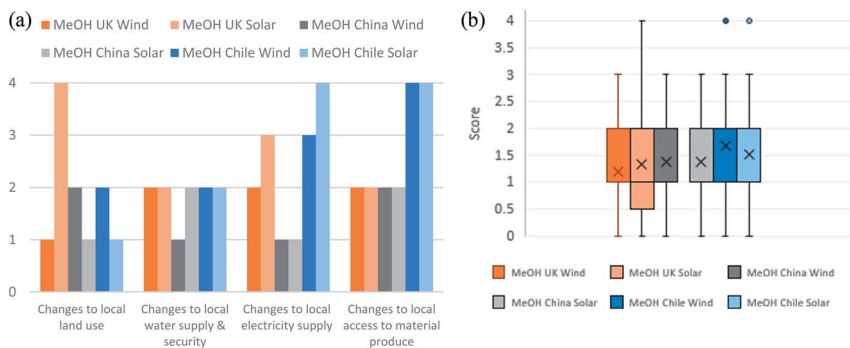 (a)
MeOH UK Wind MeOH UK Solar MeOH China Wind
MeOH China Solar MeOH Chile Wind MeOH Chile Solar
4
3
2
1
0
Changes to local
land use
Changes to local
water supply &
security
Changes to local
electricity supply
Changes to local
access to material
produce
(b)
4
3.5
3
2.5
2
1.5
1
0.5
0
Score
MeOH UK Wind MeOH UK Solar MeOH China Wind
MeOH China Solar MeOH Chile Wind MeOH Chile Solar